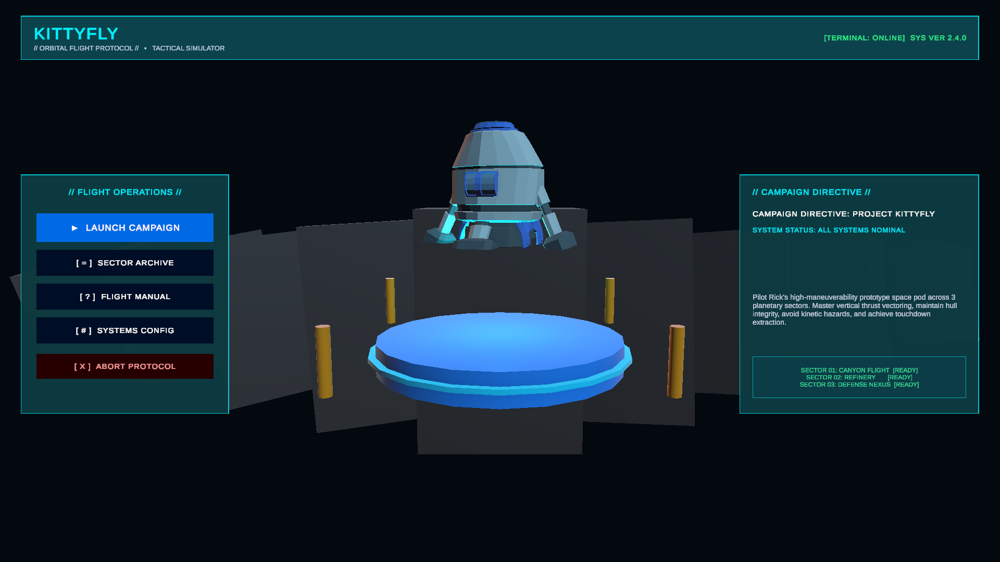 KITTYFLY
// ORBITAL FLIGHT PROTOCOL // • TACTICAL SIMULATOR
[TERMINAL: ONLINE] SYS VER 2.4.0
// FLIGHT OPERATIONS //
► LAUNCH CAMPAIGN
[ = ] SECTOR ARCHIVE
[ ? ] FLIGHT MANUAL
[ # ] SYSTEMS CONFIG
[ X ] ABORT PROTOCOL
// CAMPAIGN DIRECTIVE //
CAMPAIGN DIRECTIVE: PROJECT KITTYFLY
SYSTEM STATUS: ALL SYSTEMS NOMINAL
Pilot Rick's high-maneuverability prototype space pod across 3
planetary sectors. Master vertical thrust vectoring, maintain hull
integrity, avoid kinetic hazards, and achieve touchdown
extraction.
SECTOR 01: CANYON FLIGHT [READY]
SECTOR 02: REFINERY [READY]
SECTOR 03: DEFENSE NEXUS [READY]